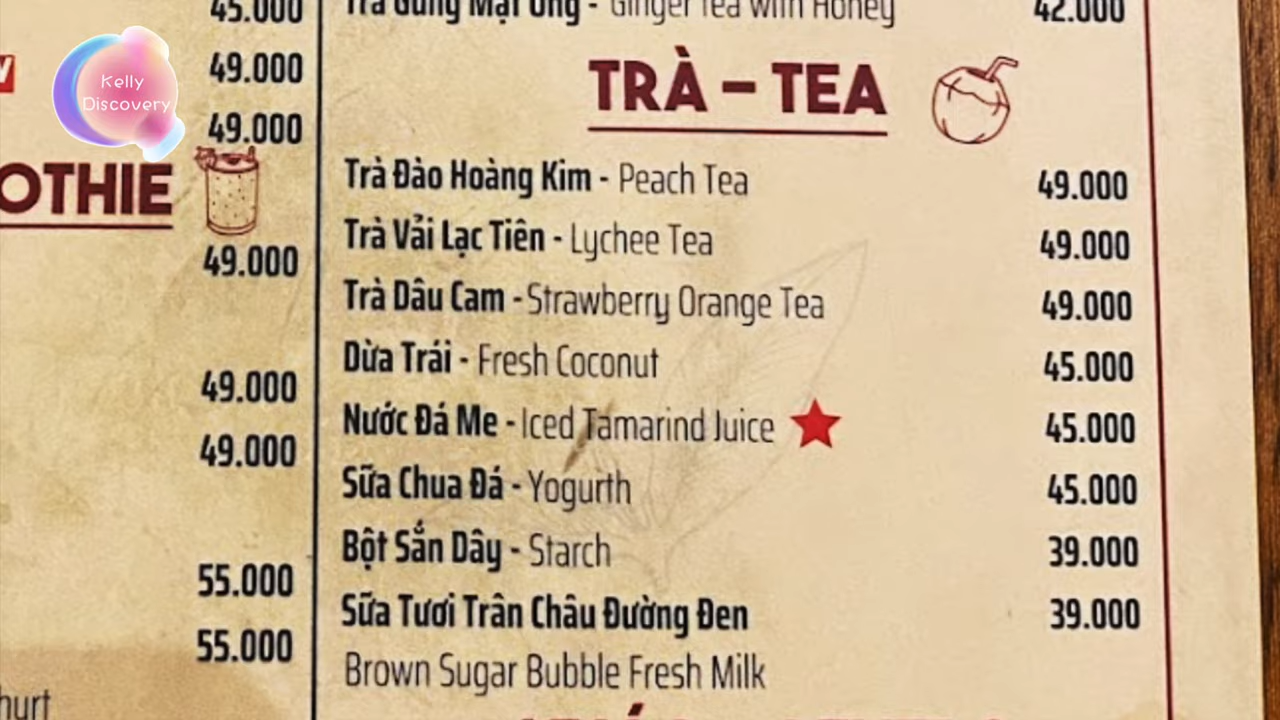 Kelly
Discovery
45.000
49.000
49.000
OTHIE
49.000
49.000
49.000
55.000
55.000
hurt
Trà Gừng Mật Ong - Ginger Tea with Honey 42.000
TRÀ - TEA
Trà Đào Hoàng Kim - Peach Tea 49.000
Trà Vải Lạc Tiên - Lychee Tea 49.000
Trà Dâu Cam - Strawberry Orange Tea 49.000
Dừa Trái - Fresh Coconut 45.000
Nước Đá Me - Iced Tamarind Juice 45.000
Sữa Chua Đá - Yogurth 45.000
Bột Sắn Dây - Starch 39.000
Sữa Tươi Trân Châu Đường Đen 39.000
Brown Sugar Bubble Fresh Milk